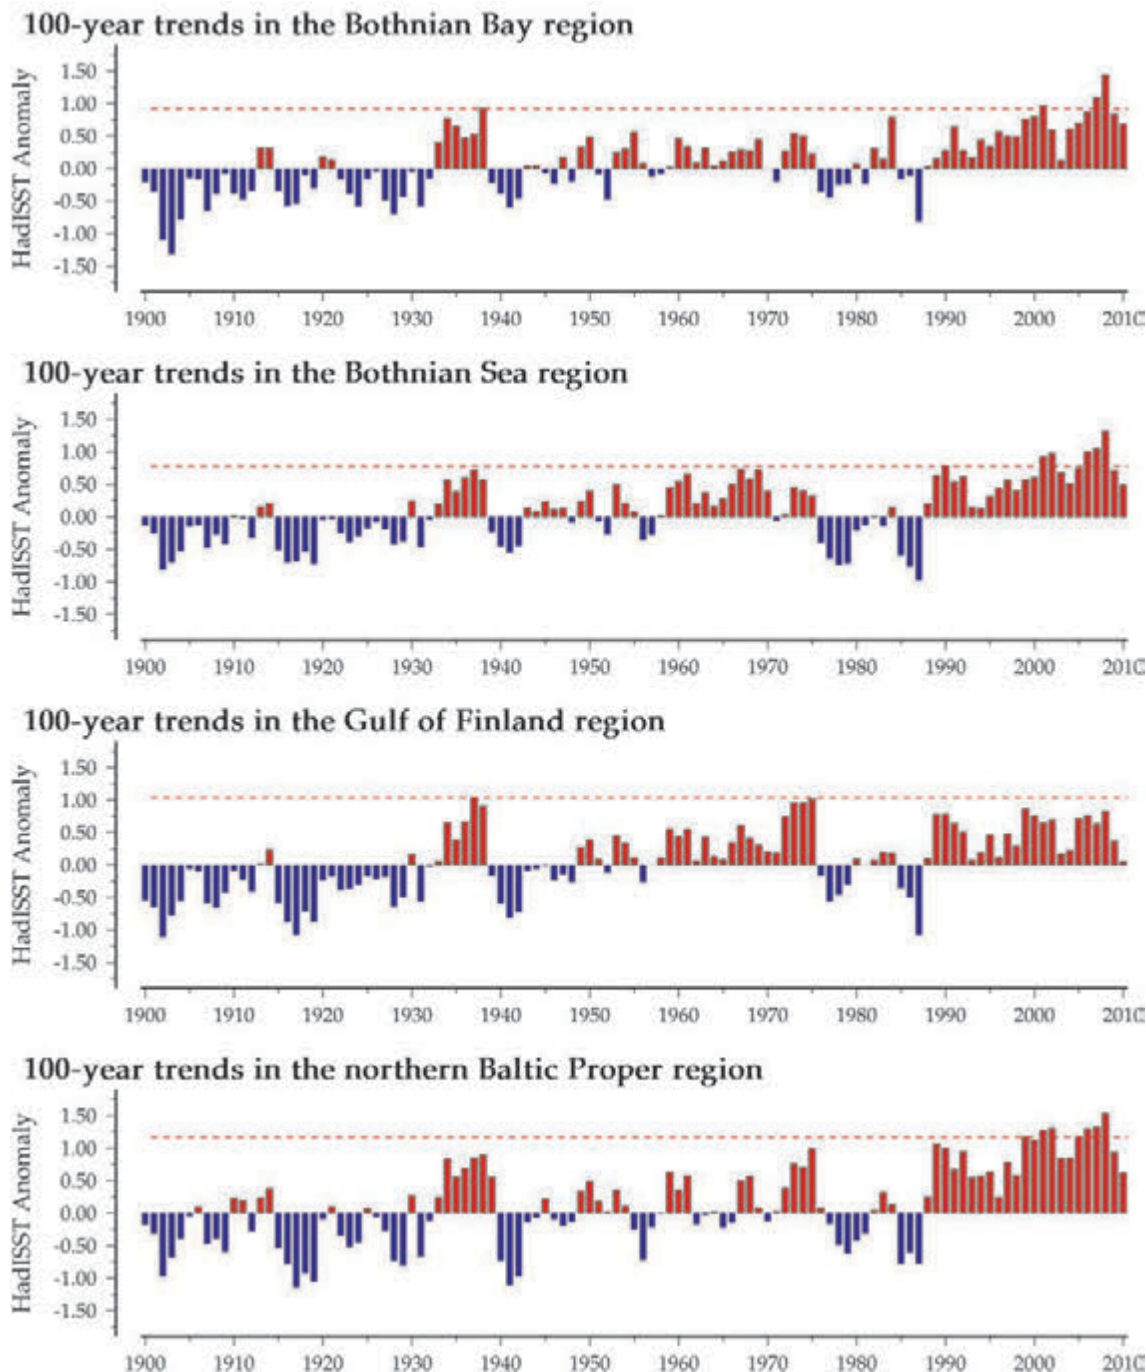 100-year trends in the Bothnian Bay region
HadISST Anomaly
1.50
1.00
0.50
0.00
-0.50
-1.00
-1.50
1900 1910 1920 1930 1940 1950 1960 1970 1980 1990 2000 2010
100-year trends in the Bothnian Sea region
HadISST Anomaly
1.50
1.00
0.50
0.00
-0.50
-1.00
-1.50
1900 1910 1920 1930 1940 1950 1960 1970 1980 1990 2000 2010
100-year trends in the Gulf of Finland region
HadISST Anomaly
1.50
1.00
0.50
0.00
-0.50
-1.00
-1.50
1900 1910 1920 1930 1940 1950 1960 1970 1980 1990 2000 2010
100-year trends in the northern Baltic Proper region
HadISST Anomaly
1.50
1.00
0.50
0.00
-0.50
-1.00
-1.50
1900 1910 1920 1930 1940 1950 1960 1970 1980 1990 2000 2010